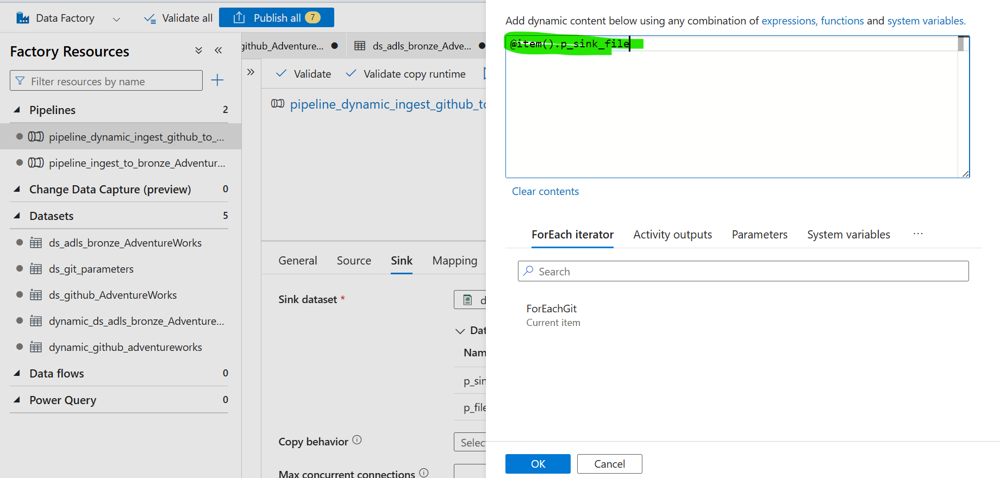 Data Factory
Validate all
Publish all 7
Factory Resources
Filter resources by name
Pipelines 2
pipeline_dynamic_ingest_github_to_...
pipeline_ingest_to_bronze_Adventur...
Change Data Capture (preview) 0
Datasets 5
ds_adls_bronze_AdventureWorks
ds_git_parameters
ds_github_AdventureWorks
dynamic_ds_adls_bronze_Adventure...
dynamic_github_adventureworks
Data flows 0
Power Query 0
github_Adventure...
ds_adls_bronze_Adve...
Validate
Validate copy runtime
pipeline_dynamic_ingest_github_to
General
Source
Sink
Mapping
Sink dataset *
d
Dat
Nam
p_sin
p_file
Copy behavior
Selec
Max concurrent connections
Add dynamic content below using any combination of expressions, functions and system variables.
@item().p_sink_file
Clear contents
ForEach iterator
Activity outputs
Parameters
System variables
...
Search
ForEachGit
Current item
OK
Cancel